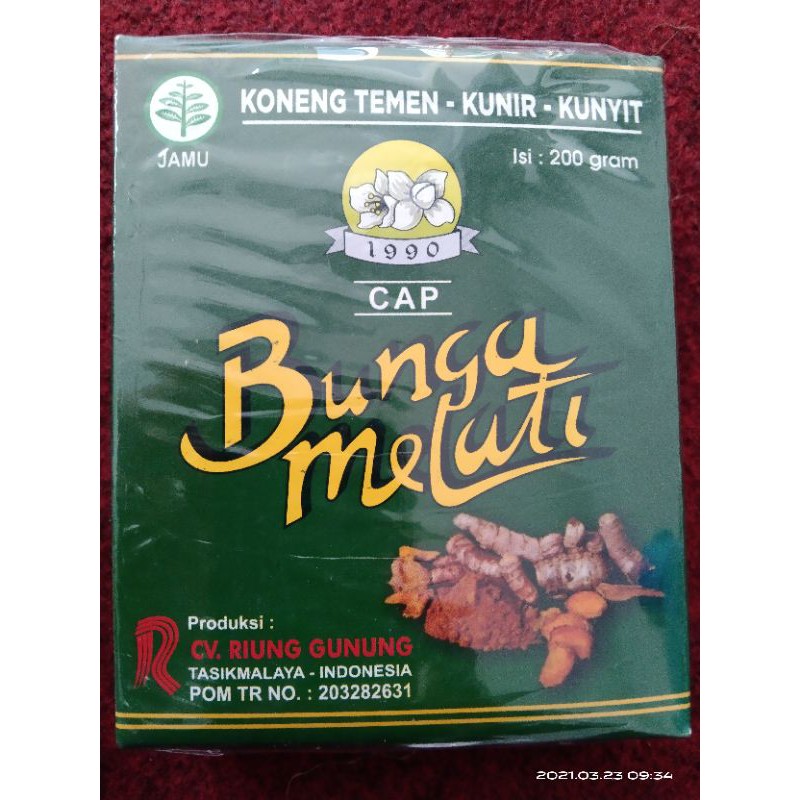 KONENG TEMEN - KUNIR - KUNYIT
JAMU
Isi : 200 gram
1990
CAP
Bunga
Melati
Produksi :
R
CV. RIUNG GUNUNG
TASIKMALAYA - INDONESIA
POM TR NO. : 203282631
2021.03.23 09:34